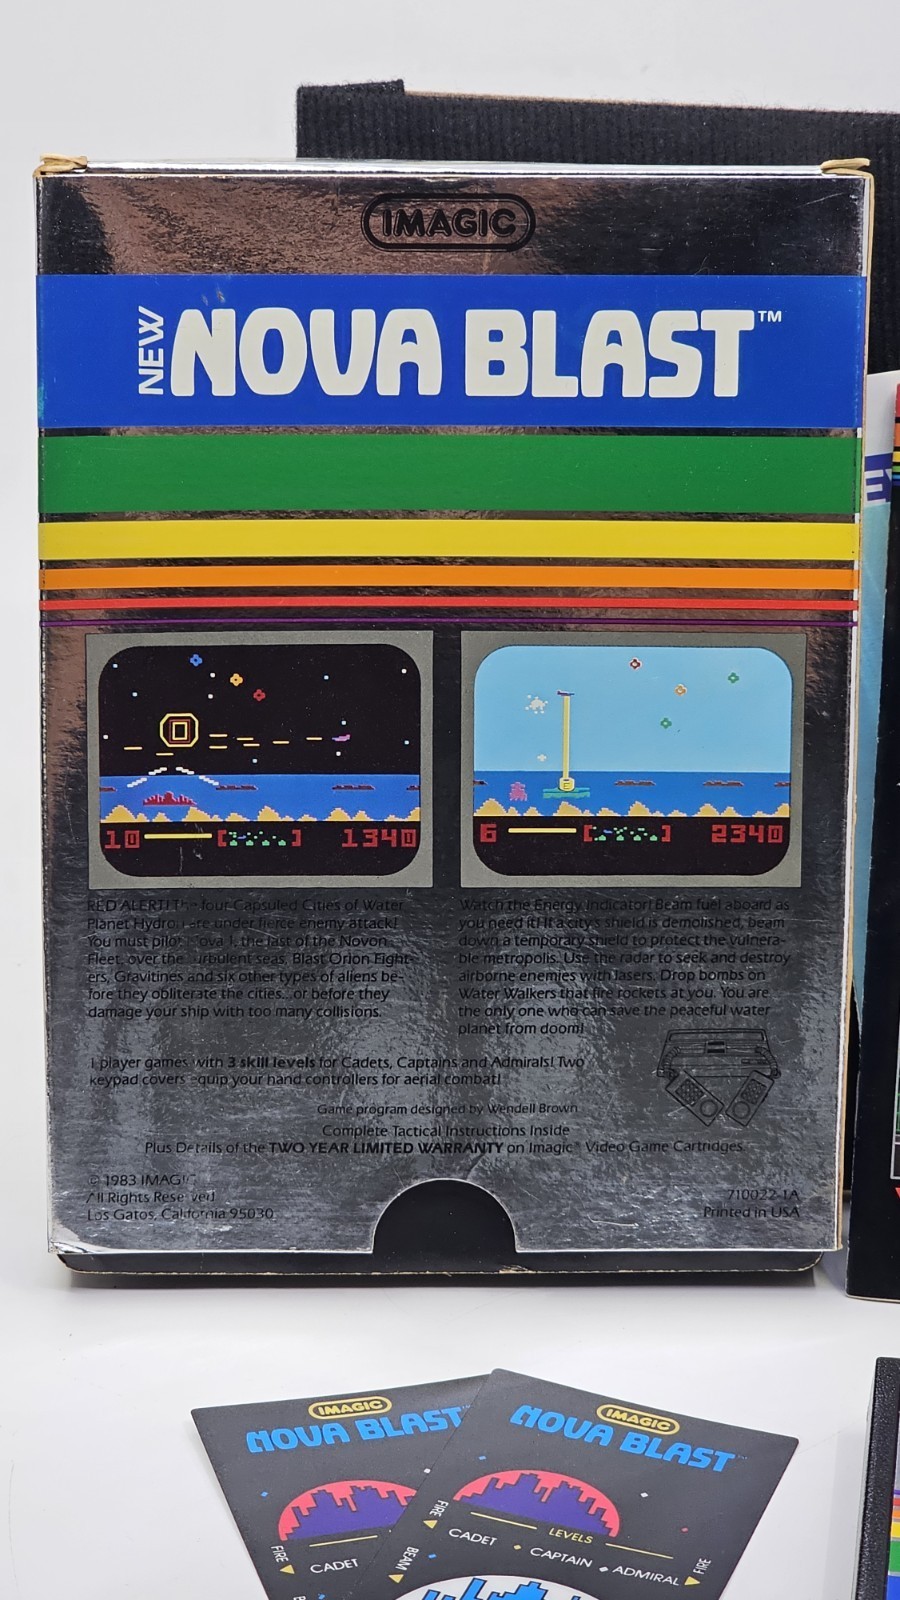 IMAGIC
NEW NOVA BLAST™
10 1340
6 2340
RED ALERT! The four Capsuled Cities of Water
Planet Hydron are under fierce enemy attack!
You must pilot Nova 1, the last of the Novon
Fleet, over the turbulent seas. Blast Orion Fight-
ers, Gravitines and six other types of aliens be-
fore they obliterate the cities...or before they
damage your ship with too many collisions.
Watch the Energy Indicator! Beam fuel aboard as
you need it! If a city's shield is demolished, beam
down a temporary shield to protect the vulnera-
ble metropolis. Use the radar to seek and destroy
airborne enemies with lasers. Drop bombs on
Water Walkers that fire rockets at you. You are
the only one who can save the peaceful water
planet from doom!
1 player games with 3 skill levels for Cadets, Captains and Admirals! Two
keypad covers equip your hand controllers for aerial combat!
Game program designed by Wendell Brown
Complete Tactical Instructions Inside
Plus Details of the TWO YEAR LIMITED WARRANTY on Imagic™ Video Game Cartridges.
© 1983 IMAGIC
All Rights Reserved
Los Gatos, California 95030
710022-1A
Printed in USA
IMAGIC
NOVA BLAST™
FIRE
CADET
IMAGIC
NOVA BLAST™
LEVELS
FIRE
CADET CAPTAIN ADMIRAL
FIRE
BEAM